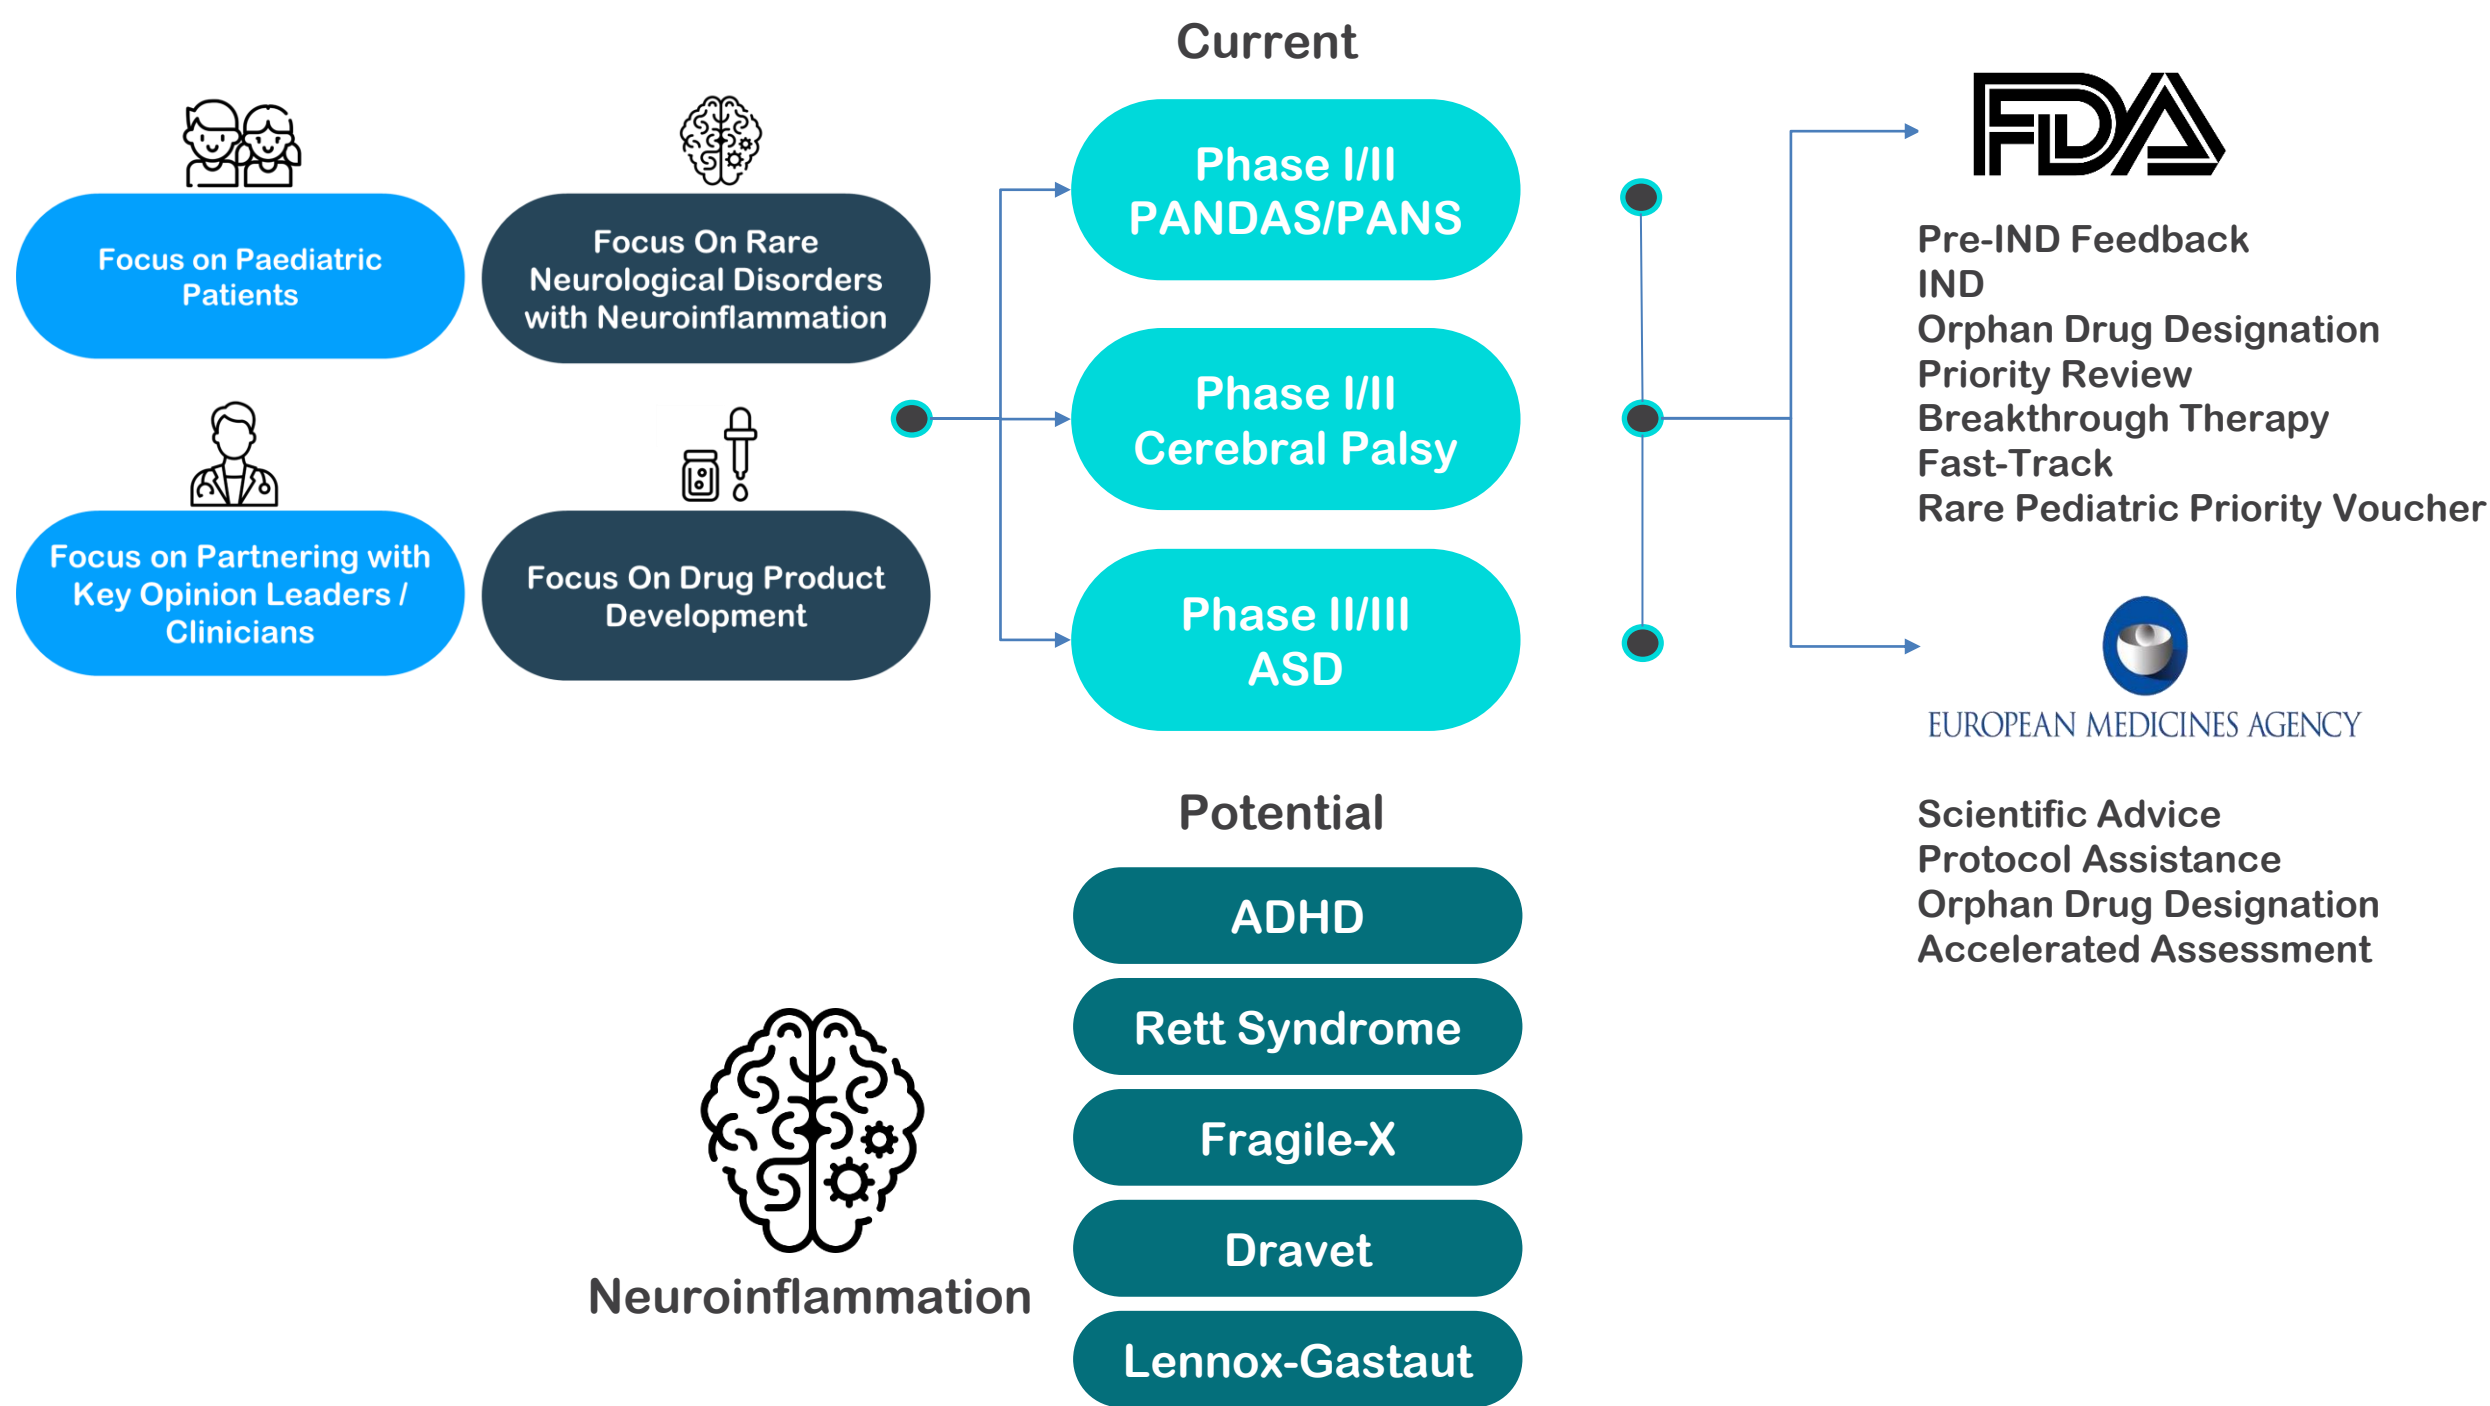 Focus on Paediatric
Patients
Focus On Rare
Neurological Disorders
with Neuroinflammation
Focus on Partnering with
Key Opinion Leaders /
Clinicians
Focus On Drug Product
Development
Current
Phase I/II
PANDAS/PANS
Phase I/II
Cerebral Palsy
Phase II/III
ASD
FDA
Pre-IND Feedback
IND
Orphan Drug Designation
Priority Review
Breakthrough Therapy
Fast-Track
Rare Pediatric Priority Voucher
EUROPEAN MEDICINES AGENCY
Scientific Advice
Protocol Assistance
Orphan Drug Designation
Accelerated Assessment
Neuroinflammation
Potential
ADHD
Rett Syndrome
Fragile-X
Dravet
Lennox-Gastaut